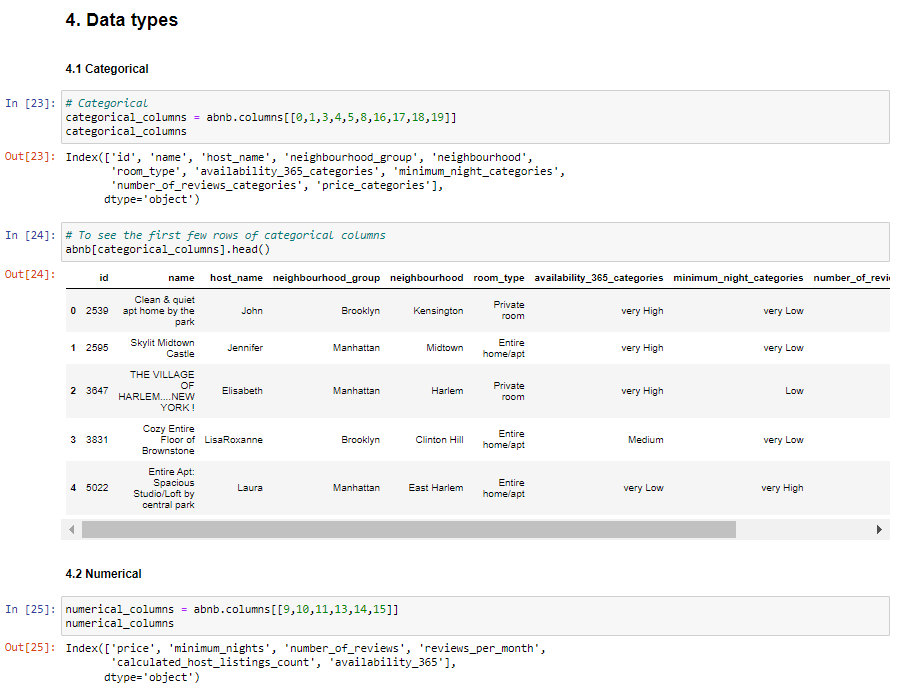 4. Data types
4.1 Categorical
In [23]: # Categorical
categorical_columns = abnb.columns[[0,1,3,4,5,8,16,17,18,19]]
categorical_columns
Out[23]: Index(['id', 'name', 'host_name', 'neighbourhood_group', 'neighbourhood',
'room_type', 'availability_365_categories', 'minimum_night_categories',
'number_of_reviews_categories', 'price_categories'],
dtype='object')
In [24]: # To see the first few rows of categorical columns
abnb[categorical_columns].head()
Out[24]:
id name host_name neighbourhood_group neighbourhood room_type availability_365_categories minimum_night_categories number_of_revi
0 2539 Clean & quiet apt home by the park John Brooklyn Kensington Private room very High very Low
1 2595 Skylit Midtown Castle Jennifer Manhattan Midtown Entire home/apt very High very Low
2 3647 THE VILLAGE OF HARLEM....NEW YORK ! Elisabeth Manhattan Harlem Private room very High Low
3 3831 Cozy Entire Floor of Brownstone LisaRoxanne Brooklyn Clinton Hill Entire home/apt Medium very Low
4 5022 Entire Apt: Spacious Studio/Loft by central park Laura Manhattan East Harlem Entire home/apt very Low very High
4.2 Numerical
In [25]: numerical_columns = abnb.columns[[9,10,11,13,14,15]]
numerical_columns
Out[25]: Index(['price', 'minimum_nights', 'number_of_reviews', 'reviews_per_month',
'calculated_host_listings_count', 'availability_365'],
dtype='object')